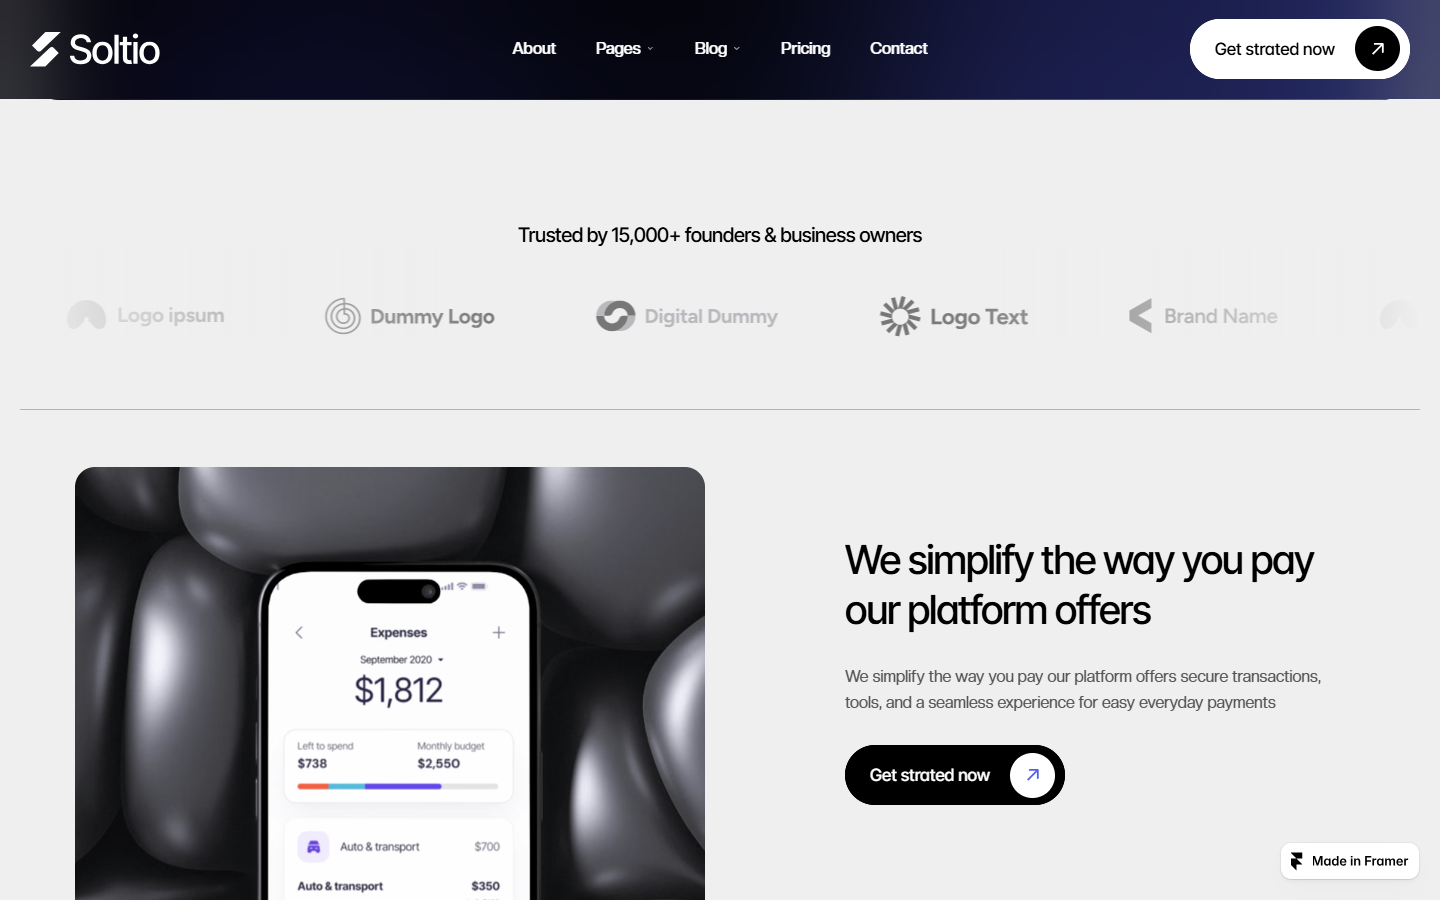 Soltio
About
Pages
Blog
Pricing
Contact
Get strated now
Trusted by 15,000+ founders & business owners
Logo ipsum
Dummy Logo
Digital Dummy
Logo Text
Brand Name
Expenses
September 2020
$1,812
Left to spend
Monthly budget
$738
$2,550
Auto & transport
$700
Auto & transport
$350
We simplify the way you pay
our platform offers
We simplify the way you pay our platform offers secure transactions,
tools, and a seamless experience for easy everyday payments
Get strated now
Made in Framer